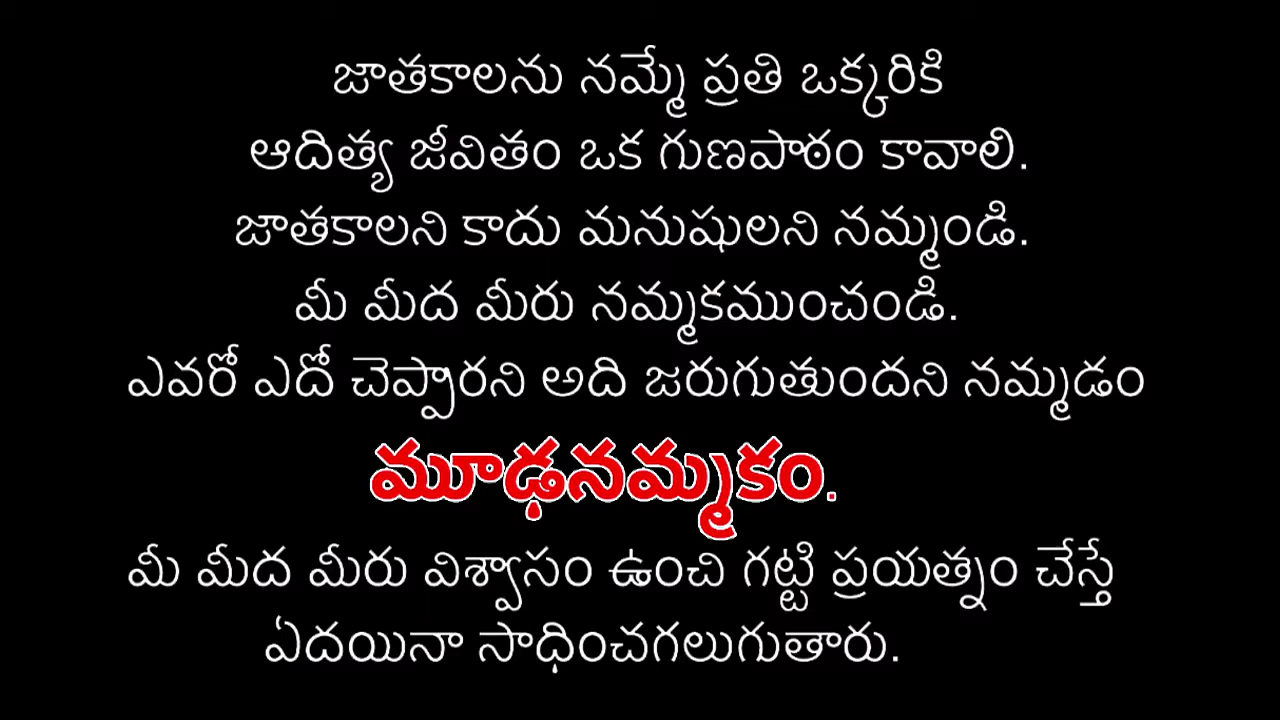 జాతకాలను నమ్మే ప్రతి ఒక్కరికి
ఆదిత్య జీవితం ఒక గుణపాఠం కావాలి.
జాతకాలని కాదు మనుషులని నమ్మండి.
మీ మీద మీరు నమ్మకముంచండి.
ఎవరో ఎదో చెప్పారని అది జరుగుతుందని నమ్మడం
మూఢనమ్మకం.
మీ మీద మీరు విశ్వాసం ఉంచి గట్టి ప్రయత్నం చేస్తే
ఏదయినా సాధించగలుగుతారు.